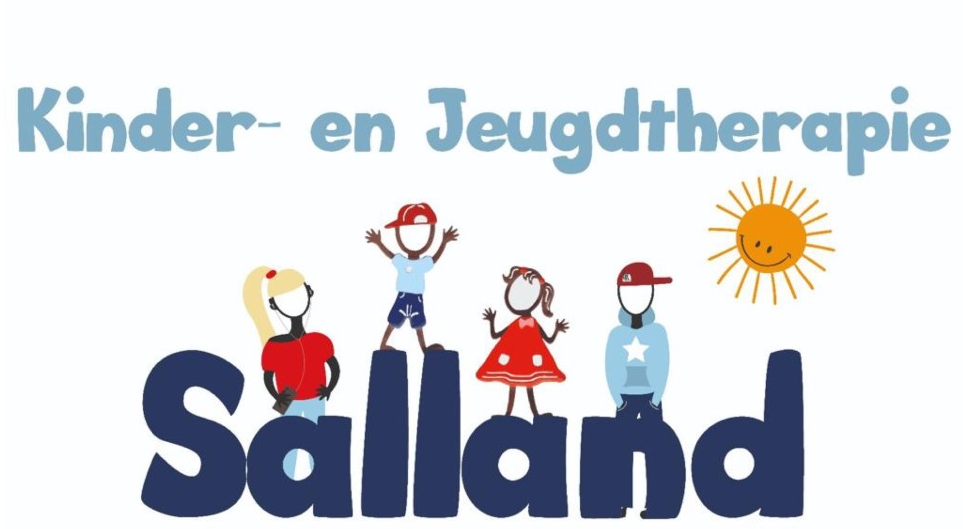 Kinder- en Jeugdtherapie
Salland